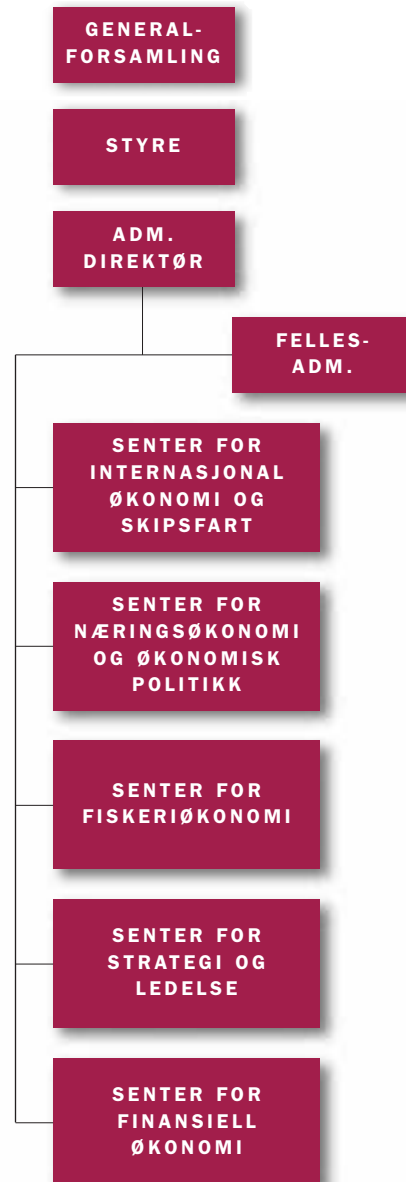 GENERAL-
FORSAMLING
STYRE
ADM.
DIREKTØR
FELLES-
ADM.
SENTER FOR
INTERNASJONAL
ØKONOMI OG
SKIPSFART
SENTER FOR
NÆRINGSØKONOMI
OG ØKONOMISK
POLITIKK
SENTER FOR
FISKERIØKONOMI
SENTER FOR
STRATEGI OG
LEDELSE
SENTER FOR
FINANSIELL
ØKONOMI